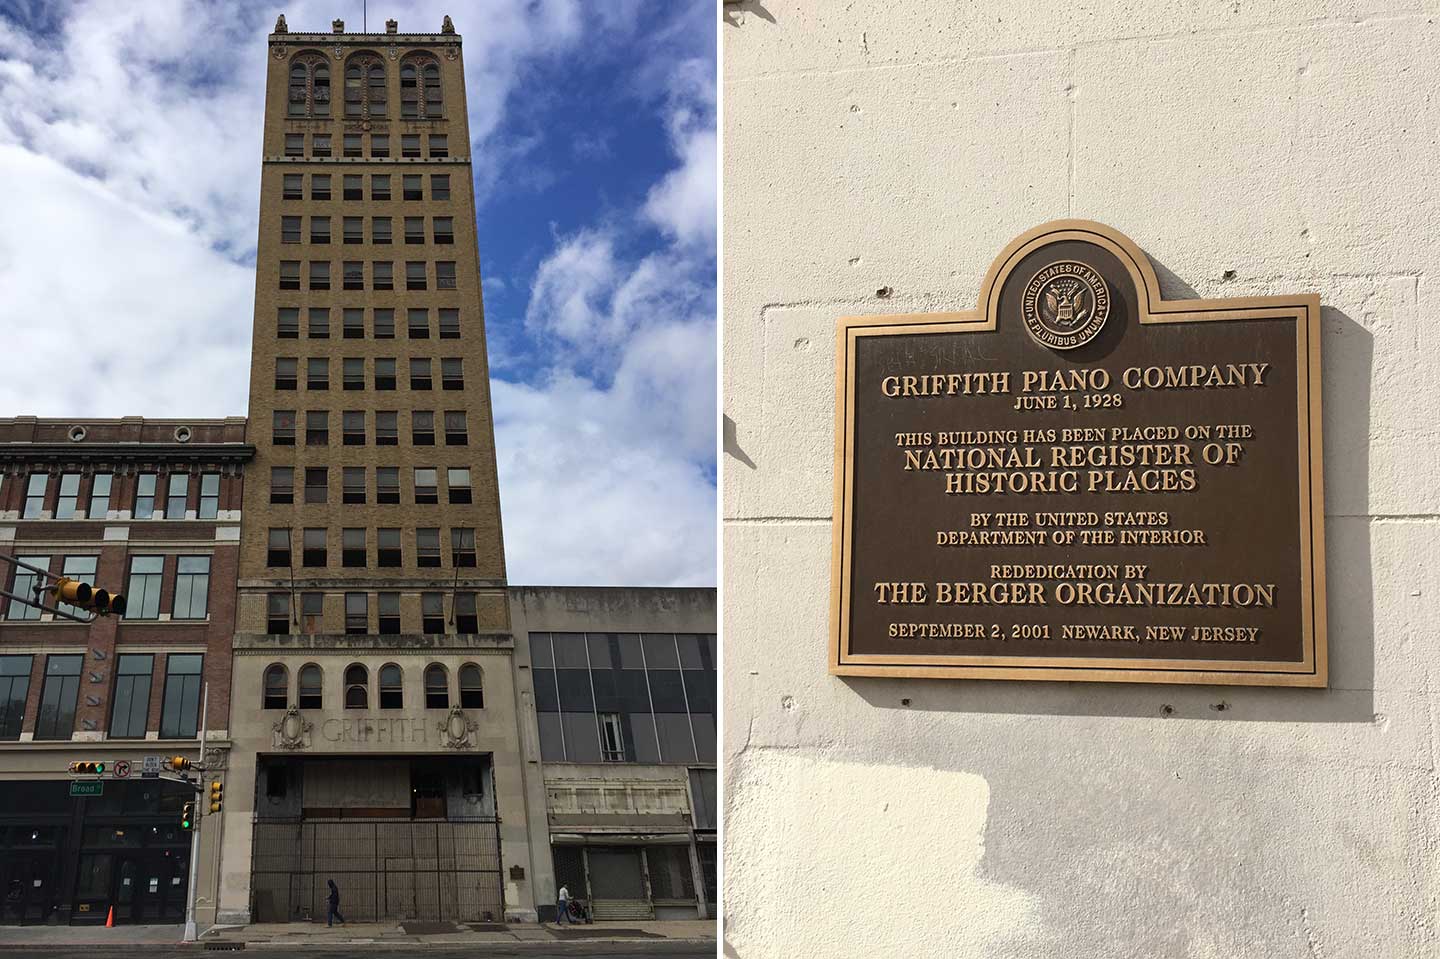 GRIFFITH
Broad St
UNITED STATES OF AMERICA
E PLURIBUS UNUM
GRIFFITH PIANO COMPANY
JUNE 1, 1928
THIS BUILDING HAS BEEN PLACED ON THE
NATIONAL REGISTER OF
HISTORIC PLACES
BY THE UNITED STATES
DEPARTMENT OF THE INTERIOR
REDEDICATION BY
THE BERGER ORGANIZATION
SEPTEMBER 2, 2001 NEWARK, NEW JERSEY